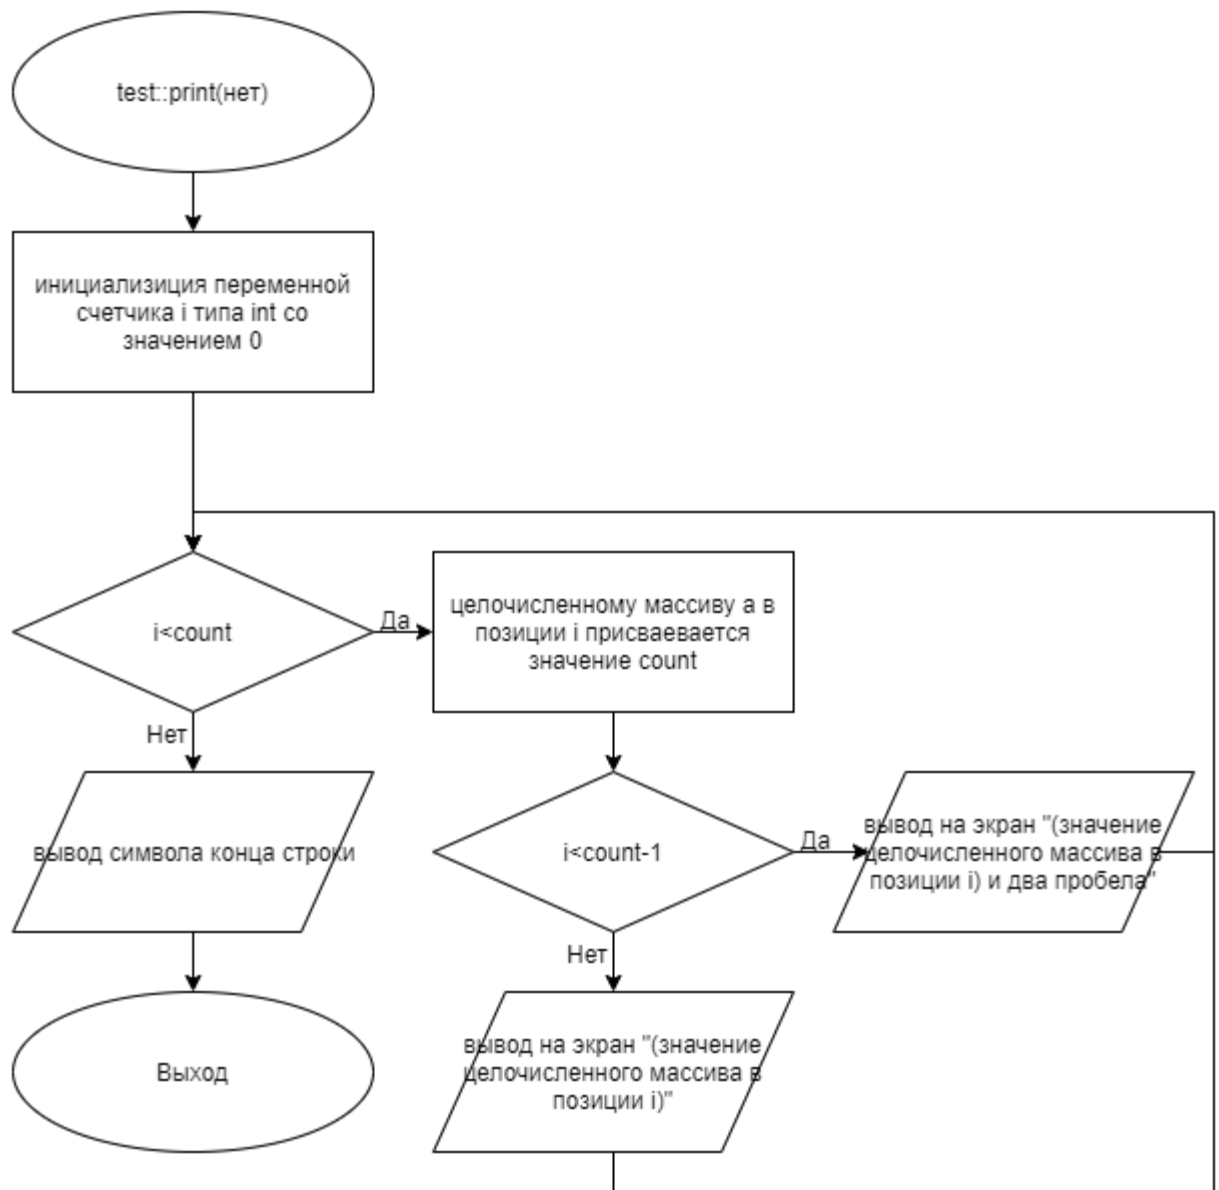 test::print(нет)
инициализиция переменной
счетчика i типа int со
значением 0
i<count
Да
целочисленному массиву a в
позиции i присваевается
значение count
Нет
вывод символа конца строки
i<count-1
Да
вывод на экран "(значение
целочисленного массива в
позиции i) и два пробела"
Нет
Выход
вывод на экран "(значение
целочисленного массива в
позиции i)"